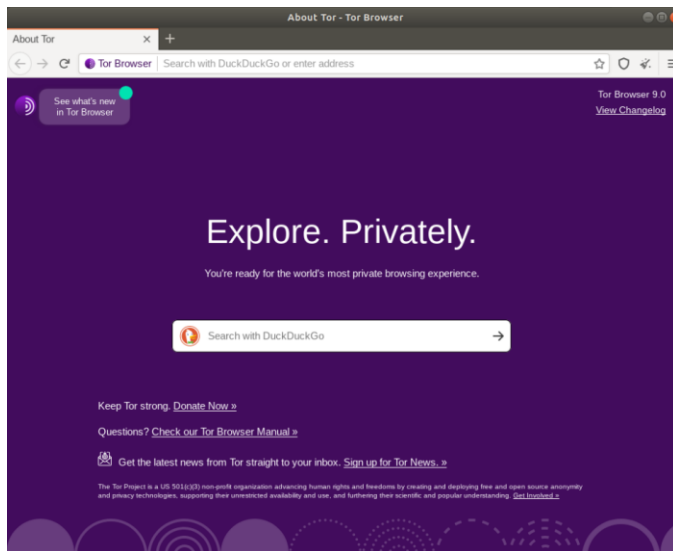 About Tor - Tor Browser
About Tor
Tor Browser Search with DuckDuckGo or enter address
See what's new
in Tor Browser
Tor Browser 9.0
View Changelog
Explore. Privately.
You're ready for the world's most private browsing experience.
Search with DuckDuckGo
Keep Tor strong. Donate Now »
Questions? Check our Tor Browser Manual »
Get the latest news from Tor straight to your inbox. Sign up for Tor News. »
The Tor Project is a US 501(c)(3) non-profit organization advancing human rights and freedoms by creating and deploying free and open source anonymity
and privacy technologies, supporting their unrestricted availability and use, and furthering their scientific and popular understanding. Get Involved »